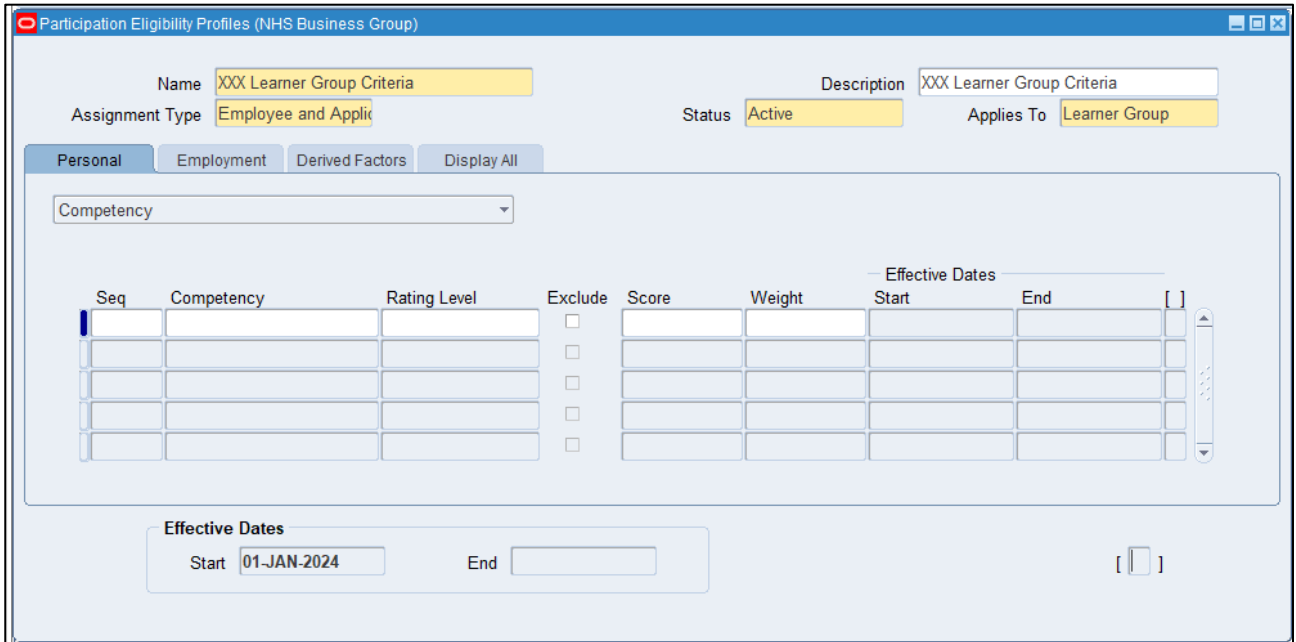 Participation Eligibility Profiles (NHS Business Group)
Name XXX Learner Group Criteria Description XXX Learner Group Criteria
Assignment Type Employee and Applic Status Active Applies To Learner Group
Personal Employment Derived Factors Display All
Competency
Effective Dates
Seq Competency Rating Level Exclude Score Weight Start End [ ]
Effective Dates
Start 01-JAN-2024 End [ ]